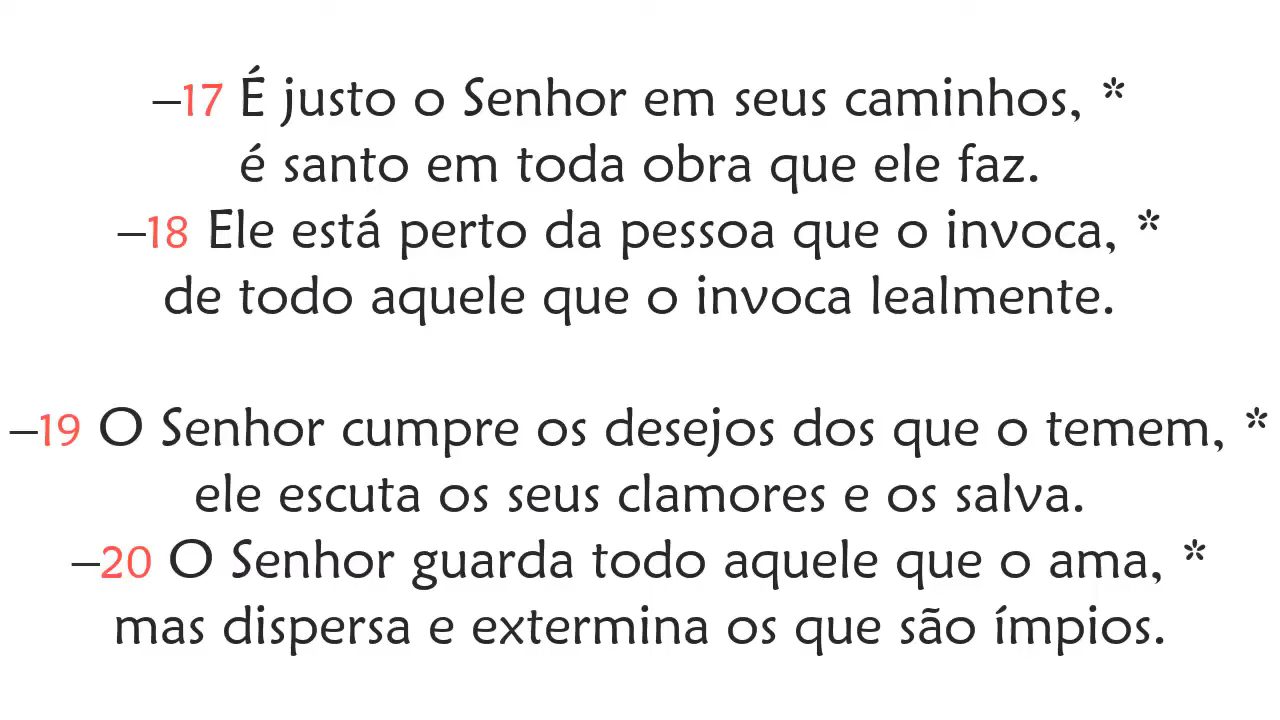 –17 É justo o Senhor em seus caminhos, *
é santo em toda obra que ele faz.
–18 Ele está perto da pessoa que o invoca, *
de todo aquele que o invoca lealmente.
–19 O Senhor cumpre os desejos dos que o temem, *
ele escuta os seus clamores e os salva.
–20 O Senhor guarda todo aquele que o ama, *
mas dispersa e extermina os que são ímpios.